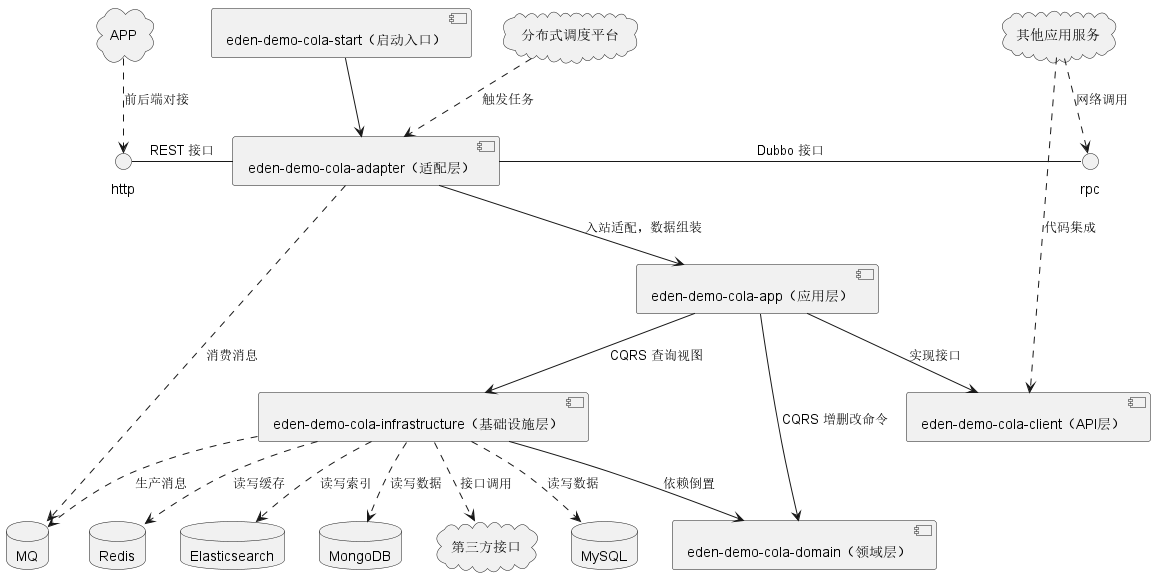 APP
eden-demo-cola-start（启动入口）
分布式调度平台
其他应用服务
前后端对接
触发任务
网络调用
REST 接口
Dubbo 接口
eden-demo-cola-adapter（适配层）
http
rpc
入站适配，数据组装
代码集成
eden-demo-cola-app（应用层）
消费消息
CQRS 查询视图
实现接口
eden-demo-cola-infrastructure（基础设施层）
CQRS 增删改命令
eden-demo-cola-client（API层）
生产消息
读写缓存
读写索引
读写数据
接口调用
读写数据
依赖倒置
MQ
Redis
Elasticsearch
MongoDB
第三方接口
MySQL
eden-demo-cola-domain（领域层）